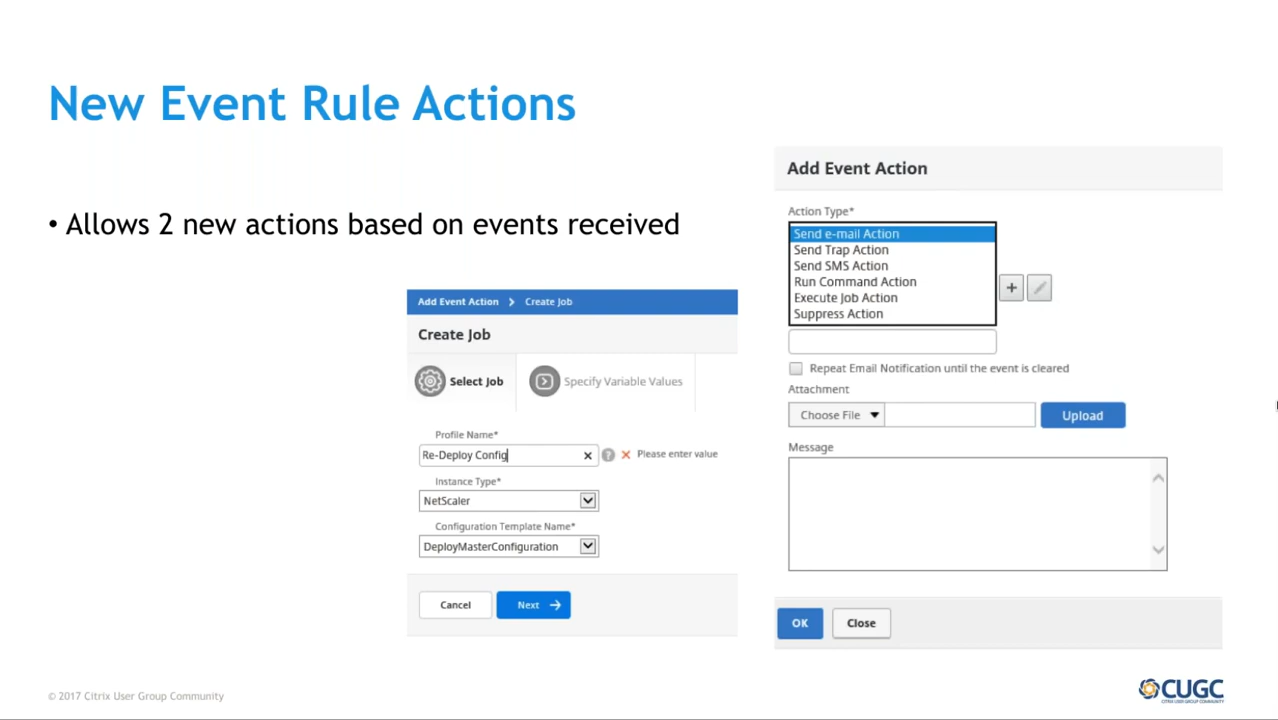 New Event Rule Actions
• Allows 2 new actions based on events received
Add Event Action > Create Job
Create Job
Select Job
Specify Variable Values
Profile Name*
Re-Deploy Config
Please enter value
Instance Type*
NetScaler
Configuration Template Name*
DeployMasterConfiguration
Cancel
Next
Add Event Action
Action Type*
Send e-mail Action
Send Trap Action
Send SMS Action
Run Command Action
Execute Job Action
Suppress Action
Repeat Email Notification until the event is cleared
Attachment
Choose File
Upload
Message
OK
Close
© 2017 Citrix User Group Community
CUGC
CITRIX USER GROUP COMMUNITY